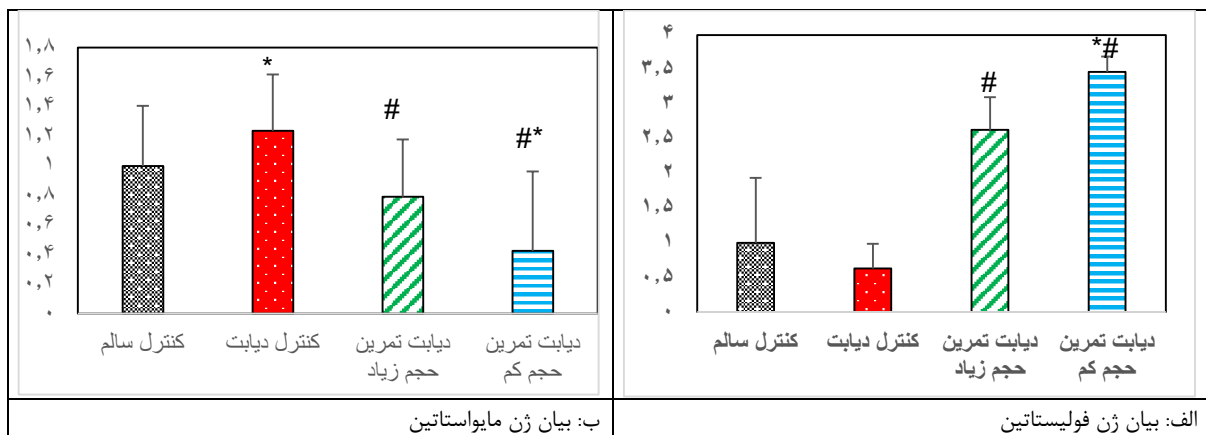 ۴
۳,۵
۳
۲,۵
۲
۱,۵
۱
۰,۵
۰
#
*#
کنترل سالم
کنترل دیابت
دیابت تمرین
حجم زیاد
دیابت تمرین
حجم کم
الف: بیان ژن فولیستاتین
۱,۸
۱,۶
۱,۴
۱,۲
۱
۰,۸
۰,۶
۰,۴
۰,۲
۰
*
#
#*
کنترل سالم
کنترل دیابت
دیابت تمرین
حجم زیاد
دیابت تمرین
حجم کم
ب: بیان ژن مایواستاتین